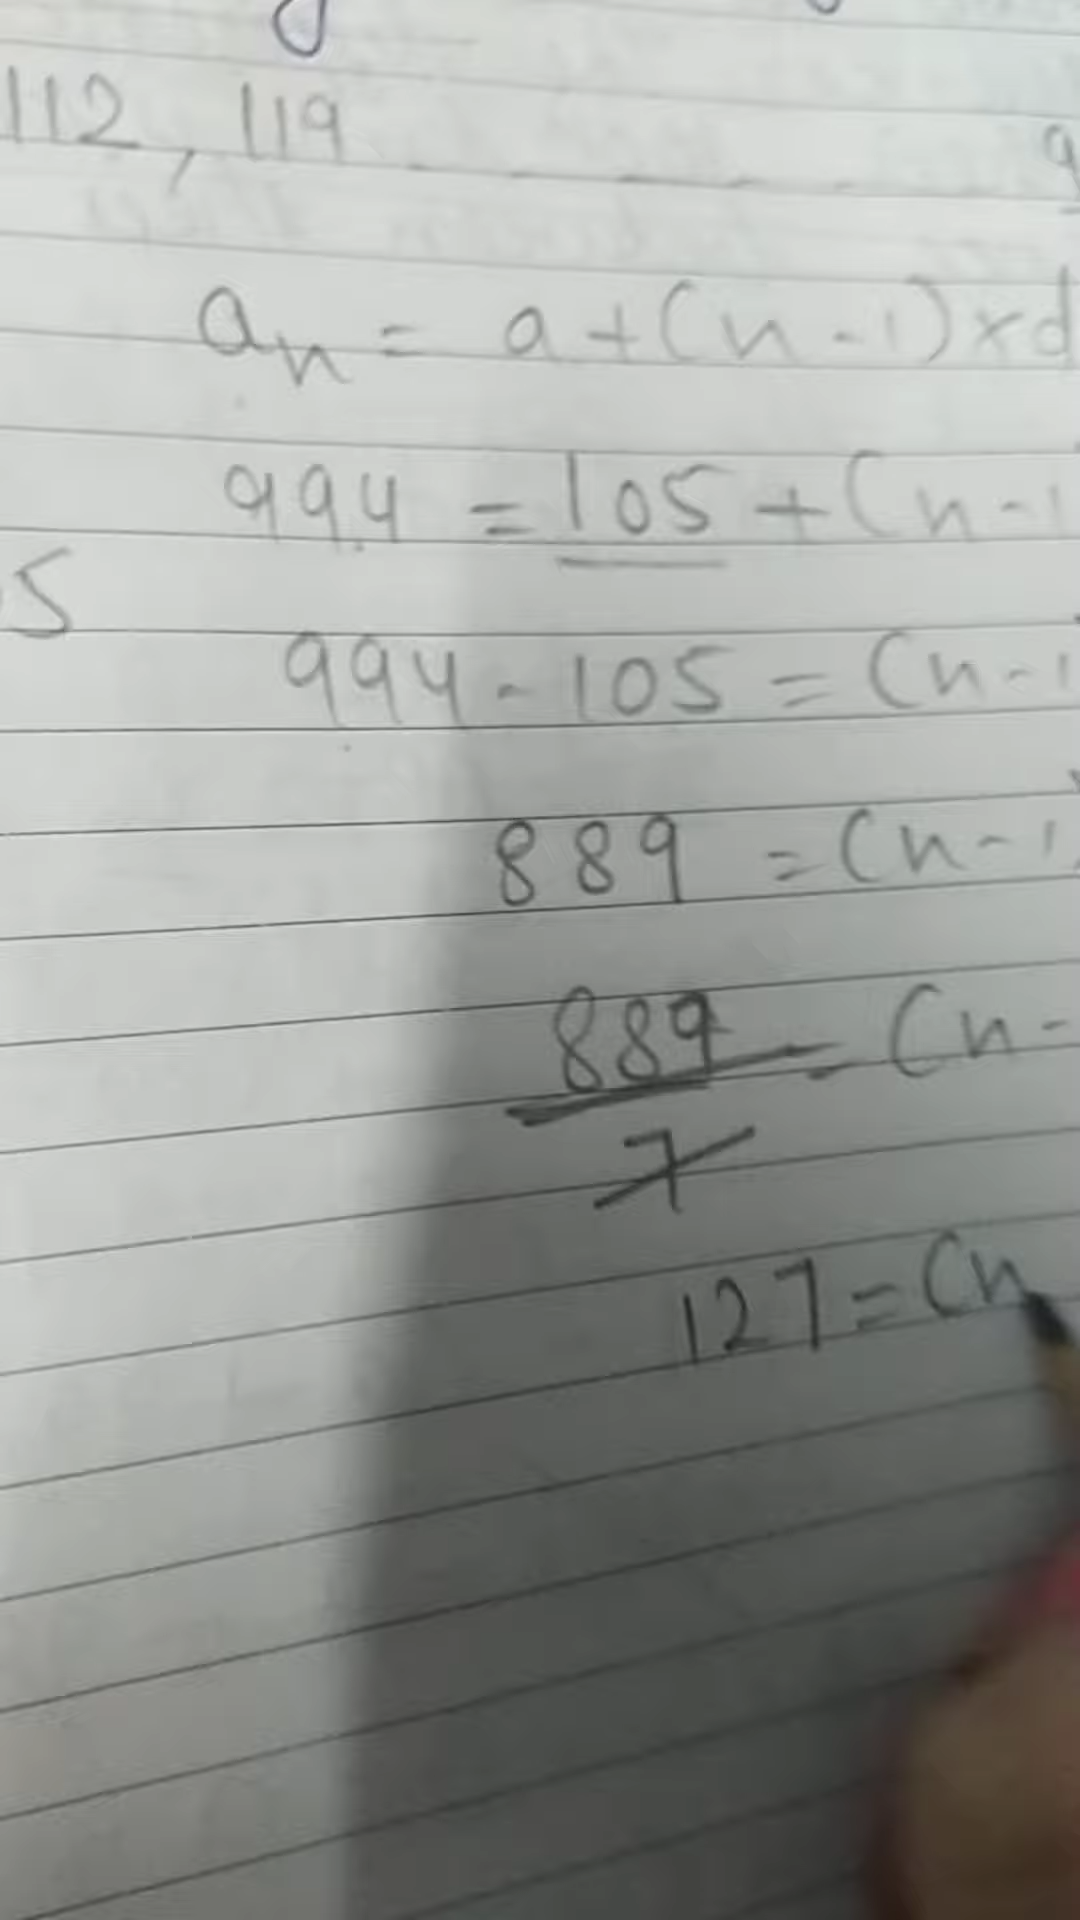 112, 119
an = a + (n - 1) x d
994 = 105 + (n - 1
5
994 - 105 = (n - 1
889 = (n - 1
889 = (n -
7
127 = (n